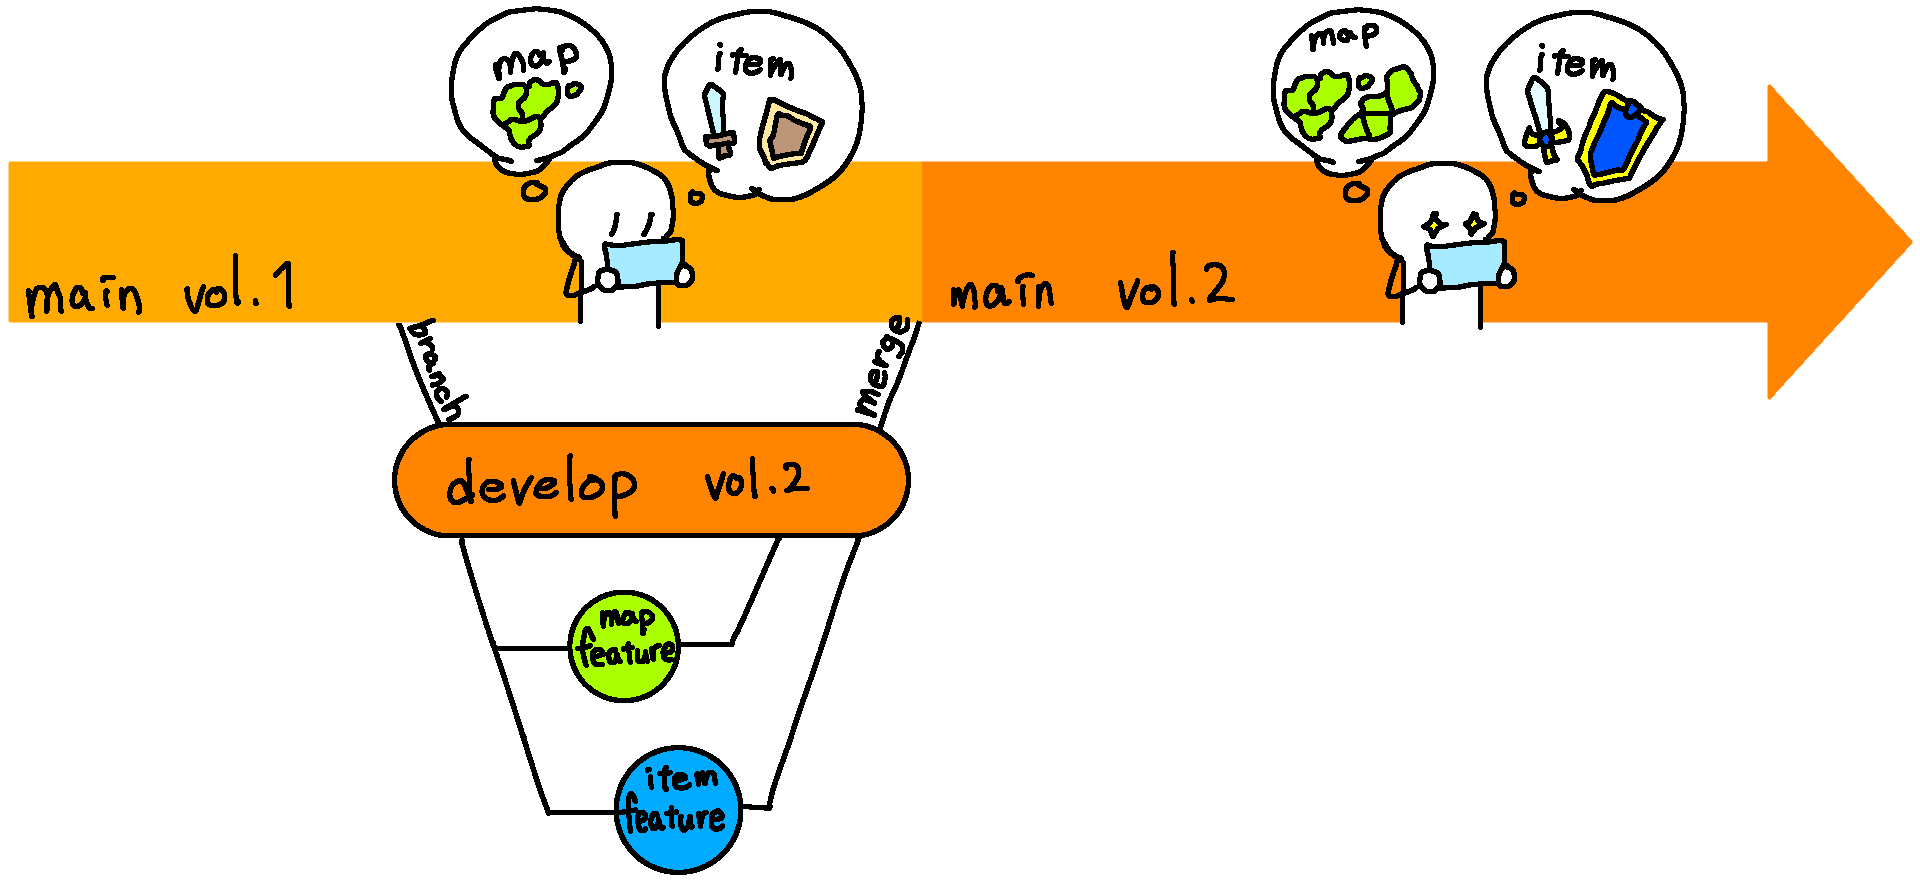 map
item
map
item
main vol.1
main vol.2
branch
merge
develop vol.2
map
feature
item
feature